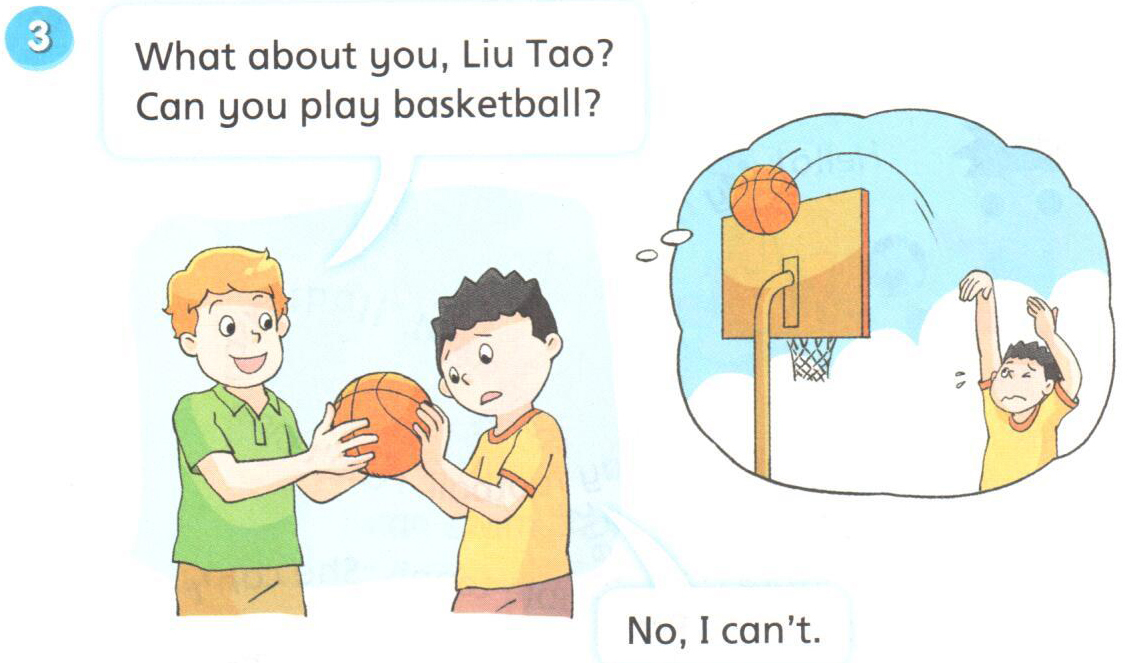 3
What about you, Liu Tao?
Can you play basketball?
No, I can't.